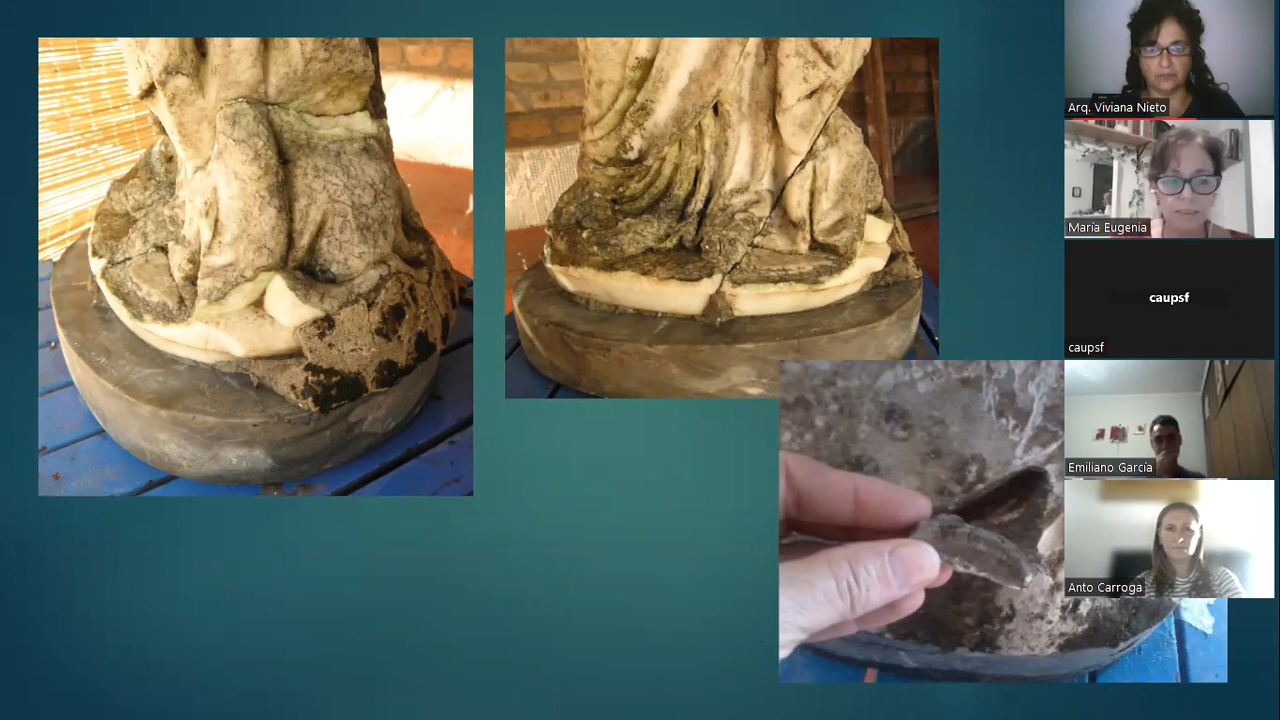 Arq. Viviana Nieto
María Eugenia
caupsf
caupsf
Emiliano García
Anto Carroga